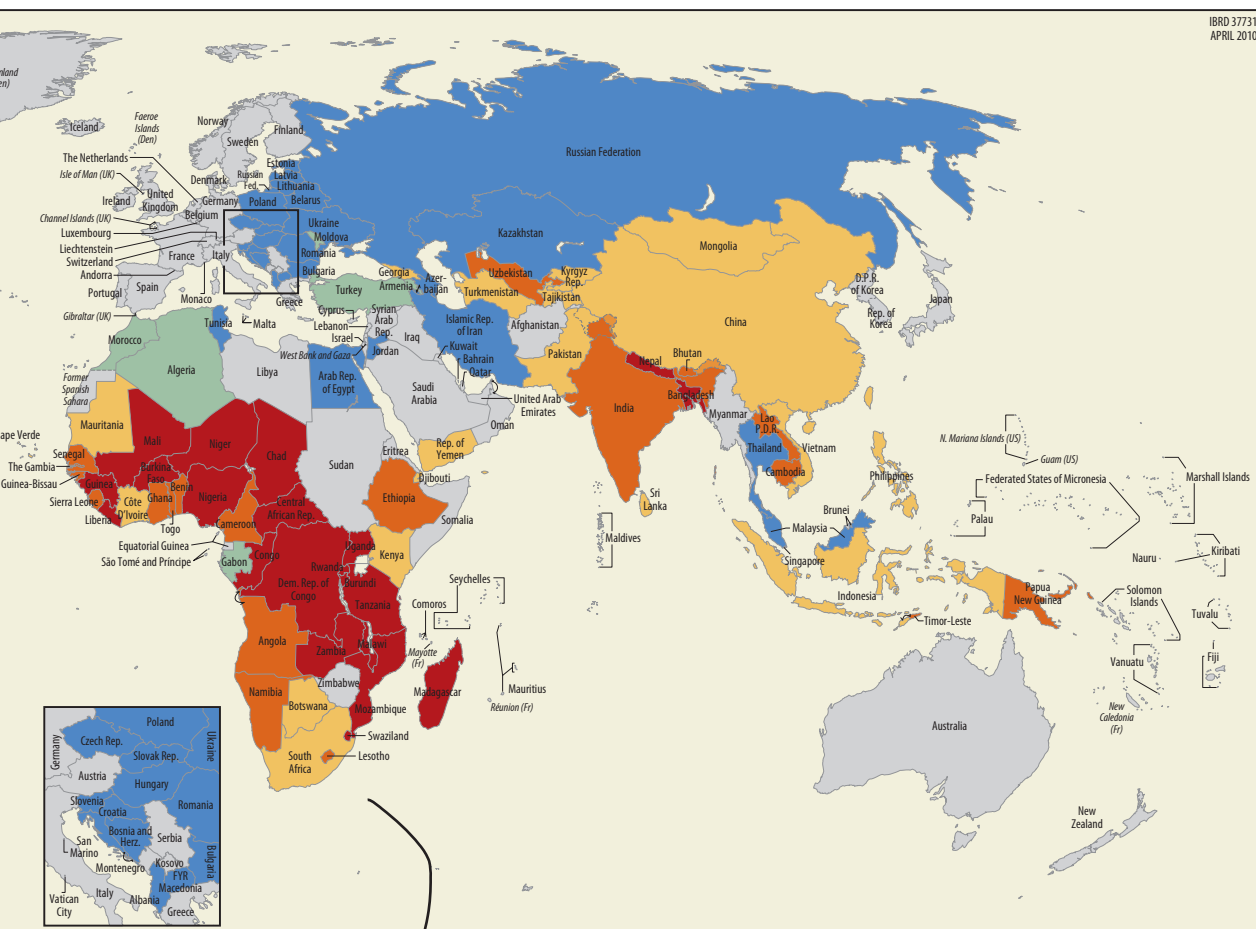 IBRD 37731
APRIL 2010
nland
en)
Iceland
Faeroe
Islands
(Den)
Norway
Sweden
Finland
Russian Federation
The Netherlands
Isle of Man (UK)
Estonia
Latvia
Lithuania
Russian
Fed.
Denmark
Ireland
United
Kingdom
Germany
Poland
Belarus
Belgium
Channel Islands (UK)
Luxembourg
Liechtenstein
Switzerland
Andorra
France
Italy
Ukraine
Moldova
Romania
Bulgaria
Kazakhstan
Mongolia
Portugal
Spain
Monaco
Greece
Gibraltar (UK)
Georgia
Armenia
Azer-
baijan
Turkey
Uzbekistan
Kyrgyz
Rep.
Turkmenistan
Tajikistan
D.P.R.
of Korea
Rep. of
Korea
Japan
China
Cyprus
Lebanon
Israel
West Bank and Gaza
Syrian
Arab
Rep.
Iraq
Jordan
Islamic Rep.
of Iran
Afghanistan
Kuwait
Bahrain
Qatar
Pakistan
Nepal
Bhutan
Morocco
Tunisia
Malta
Algeria
Libya
Arab Rep.
of Egypt
Saudi
Arabia
United Arab
Emirates
Oman
India
Bangladesh
Myanmar
Lao
P.D.R.
Thailand
Vietnam
Cambodia
Former
Spanish
Sahara
Mauritania
Mali
Niger
Chad
Sudan
Eritrea
Rep. of
Yemen
Djibouti
ape Verde
Senegal
The Gambia
Guinea-Bissau
Guinea
Sierra Leone
Liberia
Burkina
Faso
Côte
D'Ivoire
Ghana
Togo
Benin
Nigeria
Cameroon
Central
African Rep.
Ethiopia
Somalia
Sri
Lanka
Maldives
Philippines
N. Mariana Islands (US)
Guam (US)
Federated States of Micronesia
Marshall Islands
Palau
Brunei
Malaysia
Singapore
Indonesia
Nauru
Kiribati
Equatorial Guinea
São Tomé and Príncipe
Gabon
Congo
Dem. Rep. of
Congo
Uganda
Rwanda
Burundi
Kenya
Tanzania
Seychelles
Comoros
Mayotte
(Fr)
Papua
New Guinea
Solomon
Islands
Timor-Leste
Tuvalu
Vanuatu
Fiji
New
Caledonia
(Fr)
Angola
Zambia
Malawi
Zimbabwe
Mozambique
Madagascar
Mauritius
Réunion (Fr)
Namibia
Botswana
Swaziland
Lesotho
South
Africa
Australia
New
Zealand
Germany
Poland
Ukraine
Czech Rep.
Slovak Rep.
Austria
Hungary
Slovenia
Croatia
Romania
Bosnia and
Herz.
Serbia
San
Marino
Montenegro
Kosovo
FYR
Macedonia
Bulgaria
Albania
Italy
Vatican
City
Greece